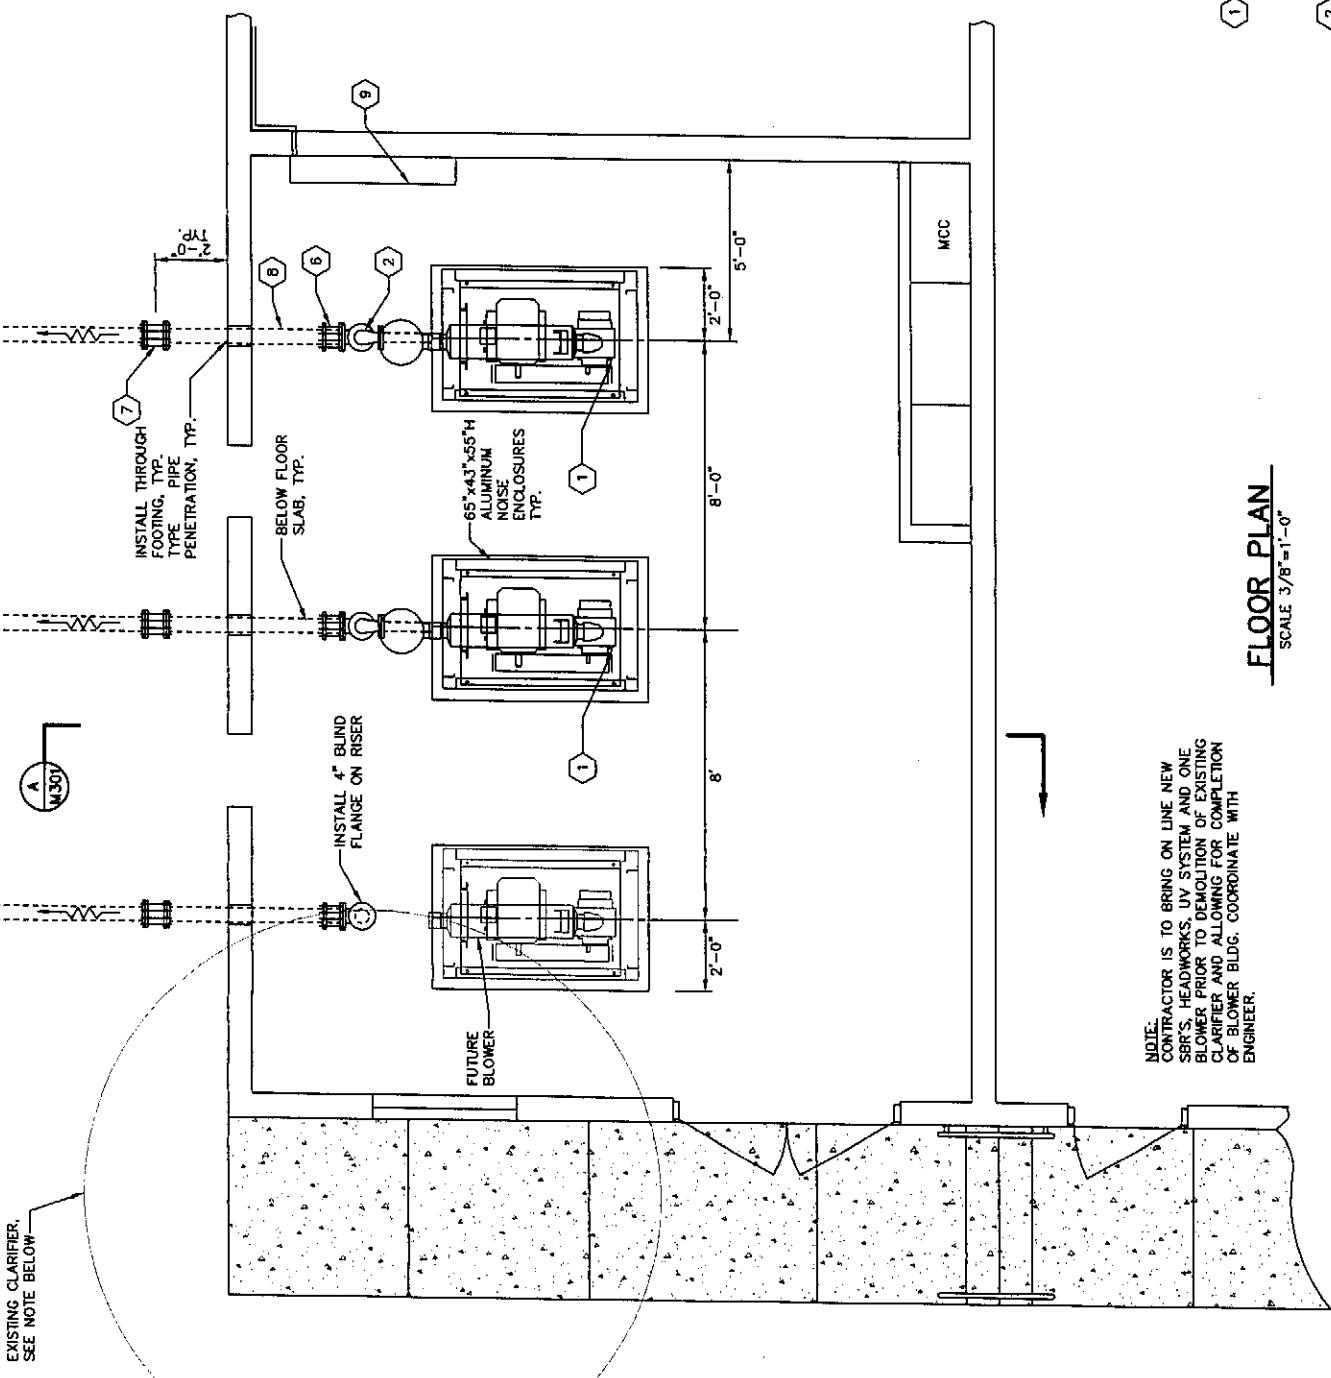 EXISTING CLARIFIER,
SEE NOTE BELOW
A
M301
INSTALL 4" BLIND
FLANGE ON RISER
FUTURE
BLOWER
7
INSTALL THROUGH
FOOTING, TYP.
TYPE PIPE
PENETRATION, TYP.
2'-0"
TYP.
BELOW FLOOR
SLAB, TYP.
8
6
2
9
65"x43"x55"H
ALUMINUM
NOISE
ENCLOSURES
TYP.
1
1
2'-0"
8'
8'-0"
2'-0"
5'-0"
MCC
NOTE:
CONTRACTOR IS TO BRING ON LINE NEW
SBR'S, HEADWORKS, UV SYSTEM AND ONE
BLOWER PRIOR TO DEMOLITION OF EXISTING
CLARIFIER AND ALLOWING FOR COMPLETION
OF BLOWER BLDG. COORDINATE WITH
ENGINEER.
FLOOR PLAN
SCALE 3/8"=1'-0"
1